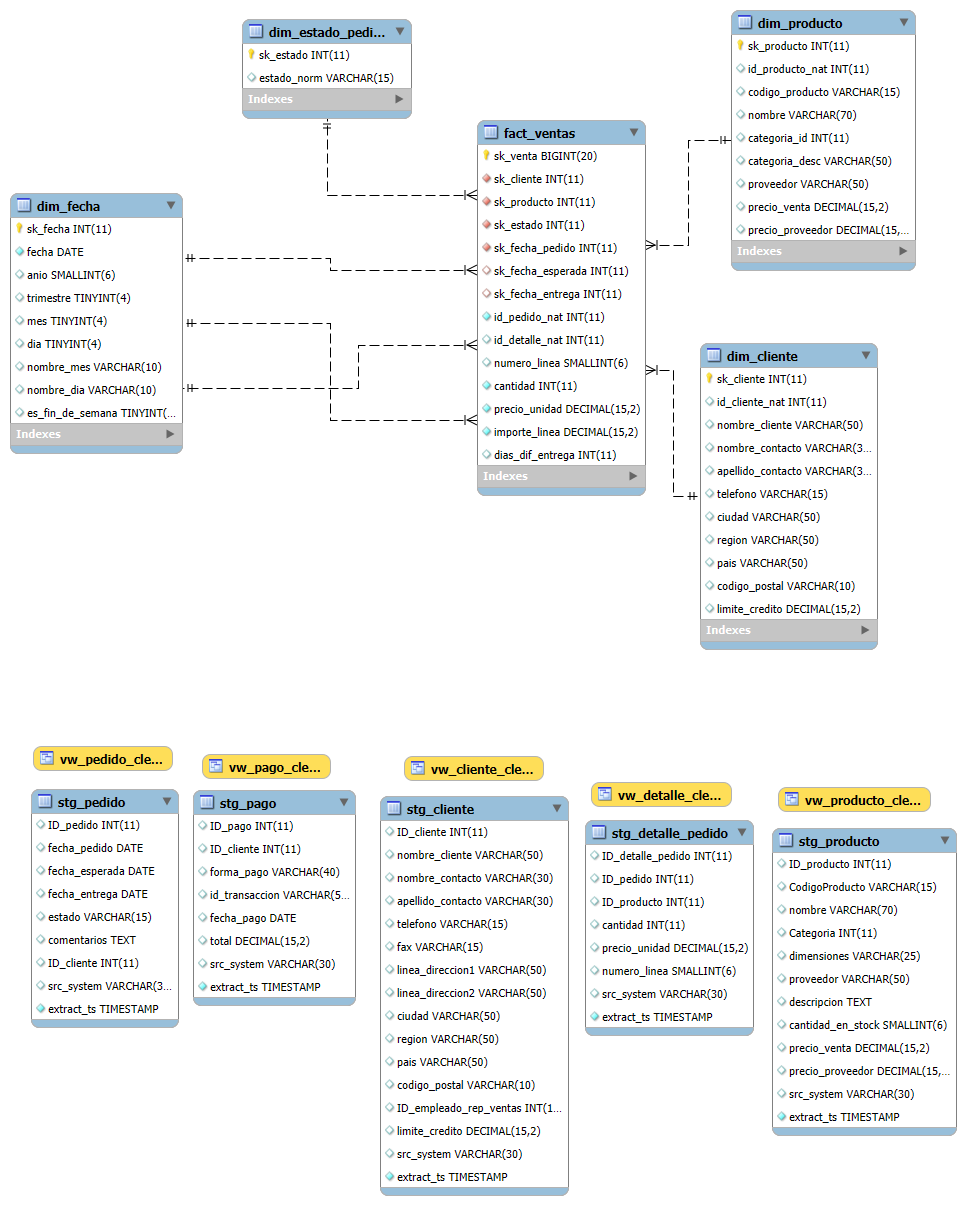 dim_estado_pedi...
sk_estado INT(11)
estado_norm VARCHAR(15)
Indexes
dim_producto
sk_producto INT(11)
id_producto_nat INT(11)
codigo_producto VARCHAR(15)
nombre VARCHAR(70)
categoria_id INT(11)
categoria_desc VARCHAR(50)
proveedor VARCHAR(50)
precio_venta DECIMAL(15,2)
precio_proveedor DECIMAL(15,...
Indexes
fact_ventas
sk_venta BIGINT(20)
sk_cliente INT(11)
sk_producto INT(11)
sk_estado INT(11)
sk_fecha_pedido INT(11)
sk_fecha_esperada INT(11)
sk_fecha_entrega INT(11)
id_pedido_nat INT(11)
id_detalle_nat INT(11)
numero_linea SMALLINT(6)
cantidad INT(11)
precio_unidad DECIMAL(15,2)
importe_linea DECIMAL(15,2)
dias_dif_entrega INT(11)
Indexes
dim_fecha
sk_fecha INT(11)
fecha DATE
anio SMALLINT(6)
trimestre TINYINT(4)
mes TINYINT(4)
dia TINYINT(4)
nombre_mes VARCHAR(10)
nombre_dia VARCHAR(10)
es_fin_de_semana TINYINT(...
Indexes
dim_cliente
sk_cliente INT(11)
id_cliente_nat INT(11)
nombre_cliente VARCHAR(50)
nombre_contacto VARCHAR(3...
apellido_contacto VARCHAR(3...
telefono VARCHAR(15)
ciudad VARCHAR(50)
region VARCHAR(50)
pais VARCHAR(50)
codigo_postal VARCHAR(10)
limite_credito DECIMAL(15,2)
Indexes
vw_pedido_cle...
vw_pago_cle...
vw_cliente_cle...
vw_detalle_cle...
vw_producto_cle...
stg_pedido
ID_pedido INT(11)
fecha_pedido DATE
fecha_esperada DATE
fecha_entrega DATE
estado VARCHAR(15)
comentarios TEXT
ID_cliente INT(11)
src_system VARCHAR(3...
extract_ts TIMESTAMP
stg_pago
ID_pago INT(11)
ID_cliente INT(11)
forma_pago VARCHAR(40)
id_transaccion VARCHAR(5...
fecha_pago DATE
total DECIMAL(15,2)
src_system VARCHAR(30)
extract_ts TIMESTAMP
stg_cliente
ID_cliente INT(11)
nombre_cliente VARCHAR(50)
nombre_contacto VARCHAR(30)
apellido_contacto VARCHAR(30)
telefono VARCHAR(15)
fax VARCHAR(15)
linea_direccion1 VARCHAR(50)
linea_direccion2 VARCHAR(50)
ciudad VARCHAR(50)
region VARCHAR(50)
pais VARCHAR(50)
codigo_postal VARCHAR(10)
ID_empleado_rep_ventas INT(1...
limite_credito DECIMAL(15,2)
src_system VARCHAR(30)
extract_ts TIMESTAMP
stg_detalle_pedido
ID_detalle_pedido INT(11)
ID_pedido INT(11)
ID_producto INT(11)
cantidad INT(11)
precio_unidad DECIMAL(15,2)
numero_linea SMALLINT(6)
src_system VARCHAR(30)
extract_ts TIMESTAMP
stg_producto
ID_producto INT(11)
CodigoProducto VARCHAR(15)
nombre VARCHAR(70)
Categoria INT(11)
dimensiones VARCHAR(25)
proveedor VARCHAR(50)
descripcion TEXT
cantidad_en_stock SMALLINT(6)
precio_venta DECIMAL(15,2)
precio_proveedor DECIMAL(15,...
src_system VARCHAR(30)
extract_ts TIMESTAMP